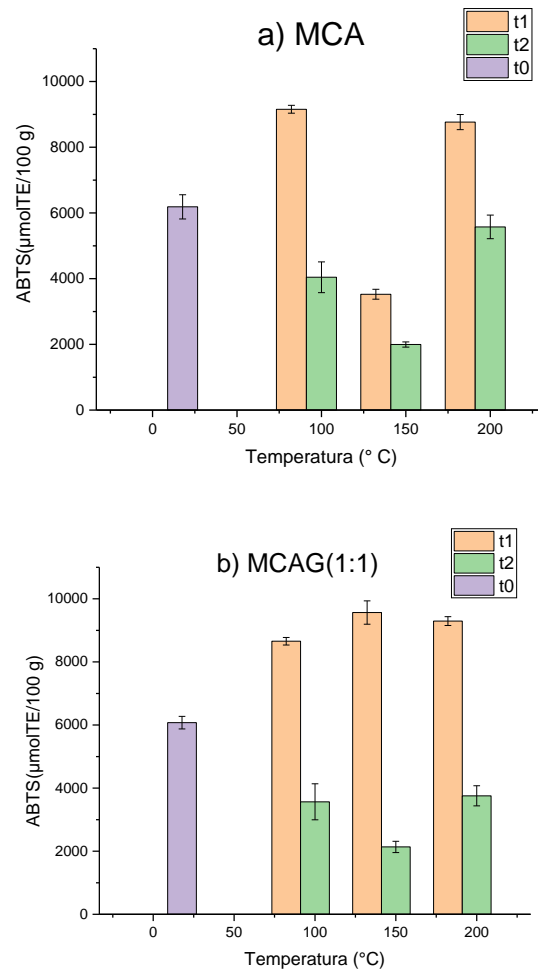 a) MCA
t1
t2
t0
10000
8000
6000
4000
2000
0
ABTS(µmolTE/100 g)
0 50 100 150 200
Temperatura (° C)
b) MCAG(1:1)
t1
t2
t0
10000
8000
6000
4000
2000
0
ABTS(µmolTE/100 g)
0 50 100 150 200
Temperatura (°C)